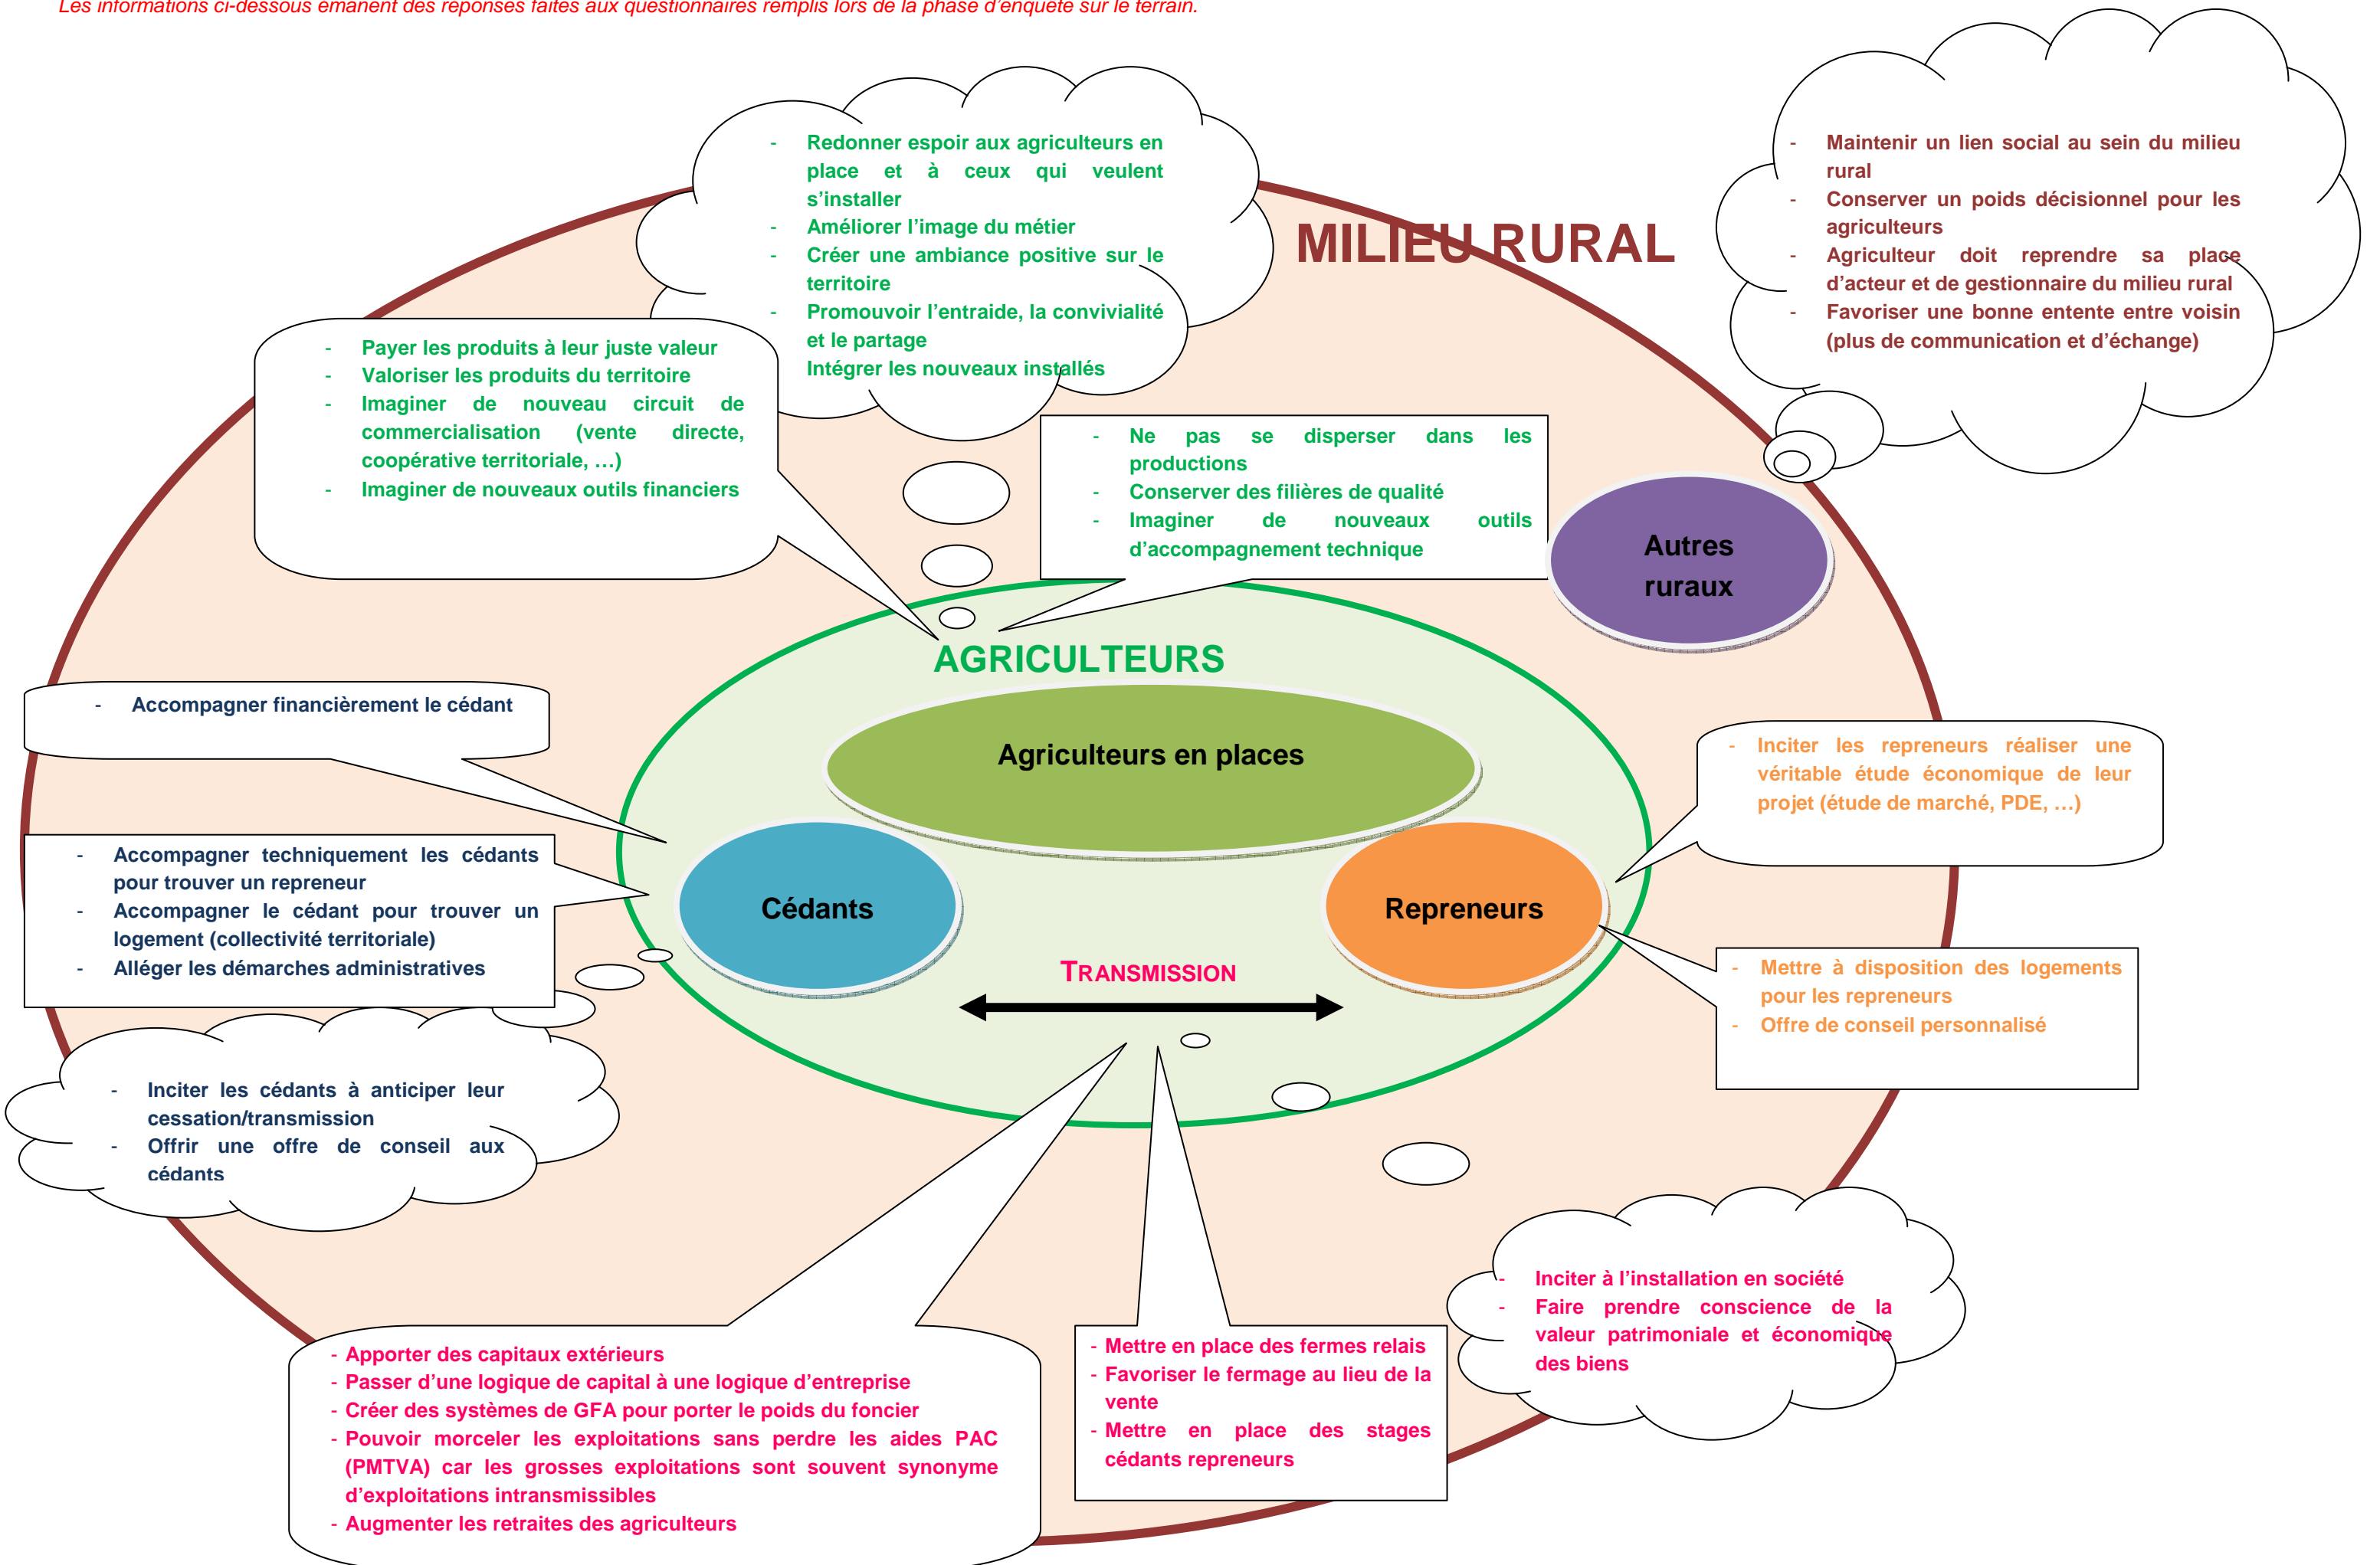 Les informations ci-dessous émanent des réponses faites aux questionnaires remplis lors de la phase d’enquête sur le terrain.
- Redonner espoir aux agriculteurs en
place et à ceux qui veulent
s’installer
- Améliorer l’image du métier
- Créer une ambiance positive sur le
territoire
- Promouvoir l’entraide, la convivialité
et le partage
Intégrer les nouveaux installés
MILIEU RURAL
- Maintenir un lien social au sein du milieu
rural
- Conserver un poids décisionnel pour les
agriculteurs
- Agriculteur doit reprendre sa place
d’acteur et de gestionnaire du milieu rural
- Favoriser une bonne entente entre voisin
(plus de communication et d’échange)
- Payer les produits à leur juste valeur
- Valoriser les produits du territoire
- Imaginer de nouveau circuit de
commercialisation (vente directe,
coopérative territoriale, …)
- Imaginer de nouveaux outils financiers
- Ne pas se disperser dans les
productions
- Conserver des filières de qualité
- Imaginer de nouveaux outils
d’accompagnement technique
Autres
ruraux
AGRICULTEURS
- Accompagner financièrement le cédant
Agriculteurs en places
- Inciter les repreneurs réaliser une
véritable étude économique de leur
projet (étude de marché, PDE, …)
- Accompagner techniquement les cédants
pour trouver un repreneur
- Accompagner le cédant pour trouver un
logement (collectivité territoriale)
- Alléger les démarches administratives
Cédants
Repreneurs
TRANSMISSION
- Mettre à disposition des logements
pour les repreneurs
- Offre de conseil personnalisé
- Inciter les cédants à anticiper leur
cessation/transmission
- Offrir une offre de conseil aux
cédants
- Inciter à l’installation en société
- Faire prendre conscience de la
valeur patrimoniale et économique
des biens
- Apporter des capitaux extérieurs
- Passer d’une logique de capital à une logique d’entreprise
- Créer des systèmes de GFA pour porter le poids du foncier
- Pouvoir morceler les exploitations sans perdre les aides PAC
(PMTVA) car les grosses exploitations sont souvent synonyme
d’exploitations intransmissibles
- Augmenter les retraites des agriculteurs
- Mettre en place des fermes relais
- Favoriser le fermage au lieu de la
vente
- Mettre en place des stages
cédants repreneurs